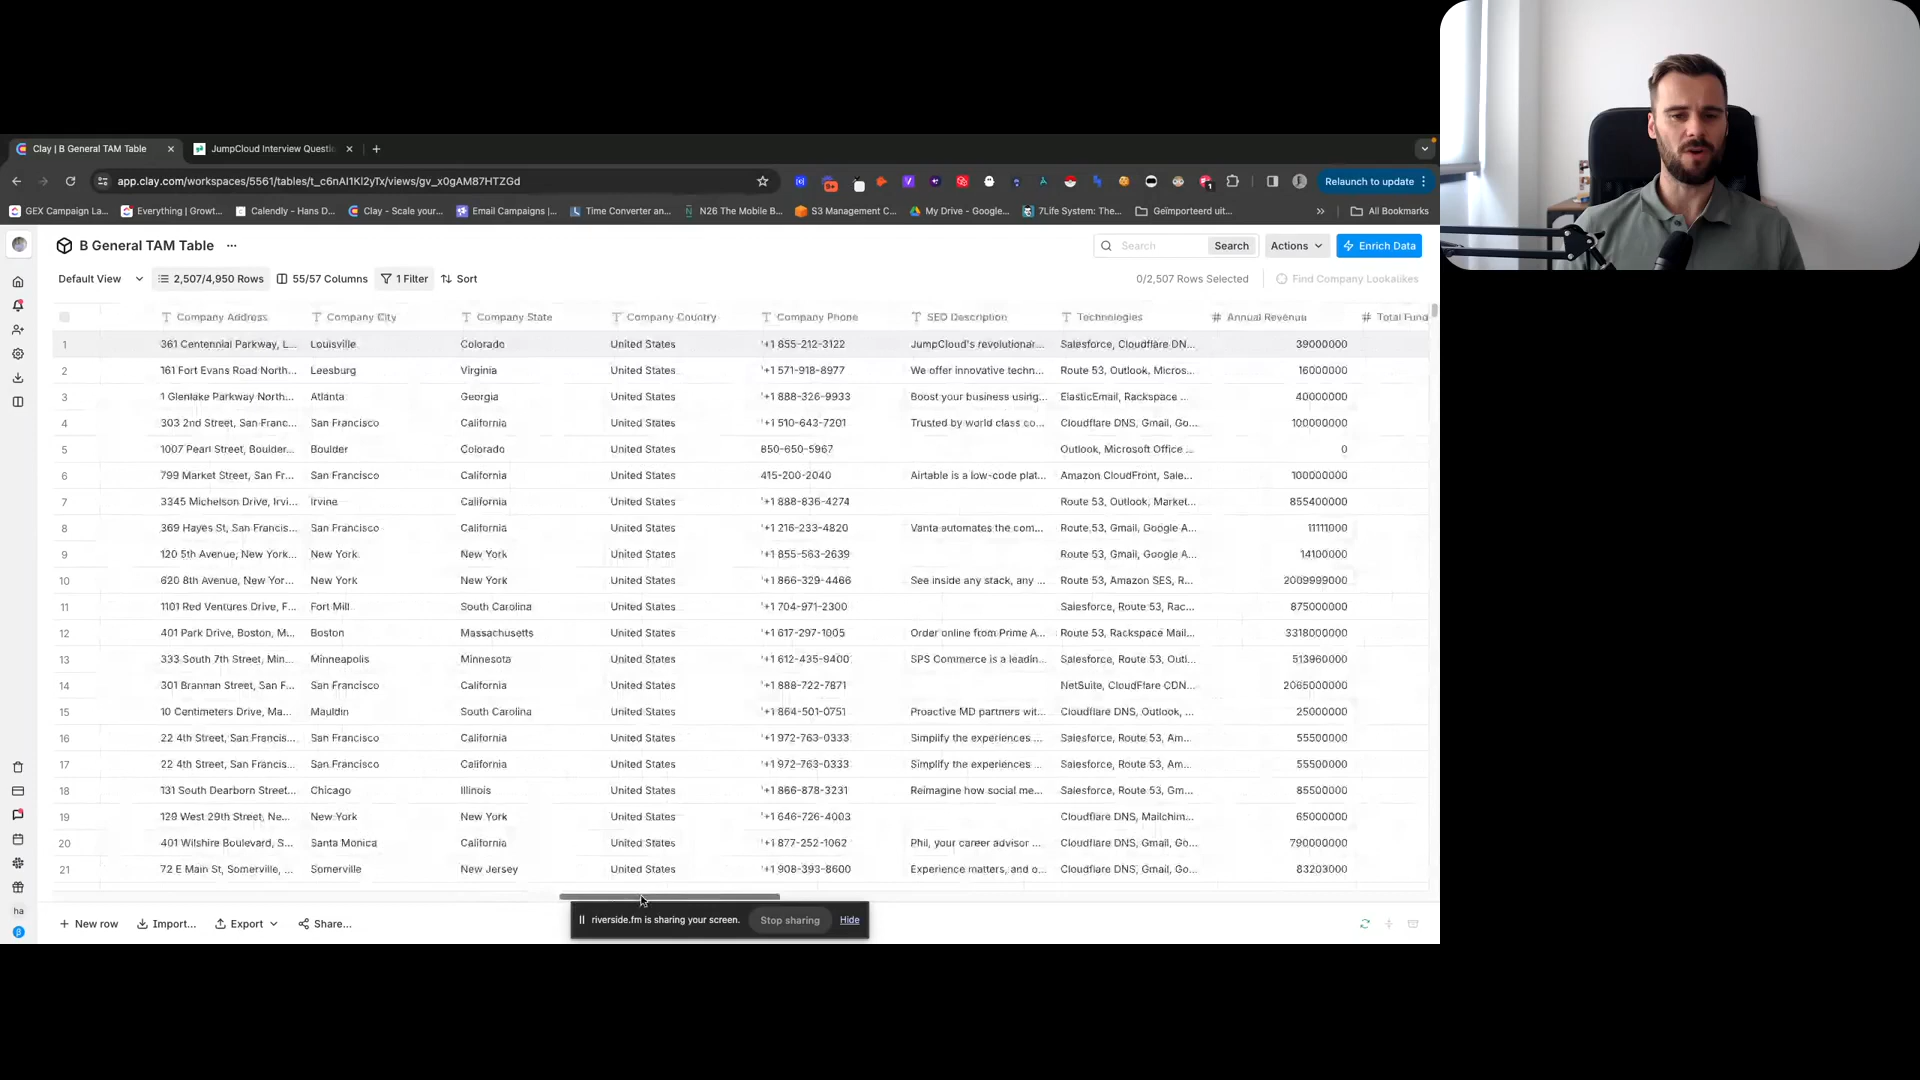 Clay | B General TAM Table
JumpCloud Interview Questi
app.clay.com/workspaces/5561/tables/t_c6nAI1Kl2yTx/views/gv_x0gAM87HTZGd
Relaunch to update
GEX Campaign La... Everything | Growt... Calendly - Hans D... Clay - Scale your... Email Campaigns |... Time Converter an... N26 The Mobile B... S3 Management C... My Drive - Google... 7Life System: The... Geïmporteerd uit... » All Bookmarks
B General TAM Table ...
Search Search Actions Enrich Data
Default View 2,507/4,950 Rows 55/57 Columns 1 Filter Sort 0/2,507 Rows Selected Find Company Lookalikes
Company Address Company City Company State Company Country Company Phone SEO Description Technologies # Annual Revenue # Total Fund
1 361 Centennial Parkway, L... Louisville Colorado United States '+1 855-212-3122 JumpCloud's revolutionar... Salesforce, Cloudflare DN... 39000000
2 161 Fort Evans Road North... Leesburg Virginia United States '+1 571-918-8977 We offer innovative techn... Route 53, Outlook, Micros... 16000000
3 1 Glenlake Parkway North... Atlanta Georgia United States '+1 888-326-9933 Boost your business using... ElasticEmail, Rackspace ... 40000000
4 303 2nd Street, San Franc... San Francisco California United States '+1 510-643-7201 Trusted by world class co... Cloudflare DNS, Gmail, Go... 100000000
5 1007 Pearl Street, Boulder... Boulder Colorado United States 850-650-5967 Outlook, Microsoft Office ... 0
6 799 Market Street, San Fr... San Francisco California United States 415-200-2040 Airtable is a low-code plat... Amazon CloudFront, Sale... 100000000
7 3345 Michelson Drive, Irvi... Irvine California United States '+1 888-836-4274 Route 53, Outlook, Market... 855400000
8 369 Hayes St, San Francis... San Francisco California United States '+1 216-233-4820 Vanta automates the com... Route 53, Gmail, Google A... 11111000
9 120 5th Avenue, New York... New York United States New York '+1 855-563-2639 Route 53, Gmail, Google A... 14100000
10 620 8th Avenue, New Yor... New York New York United States '+1 866-329-4466 See inside any stack, any ... Route 53, Amazon SES, R... 2009999000
11 1101 Red Ventures Drive, F... Fort Mill South Carolina United States '+1 704-971-2300 Salesforce, Route 53, Rac... 875000000
12 401 Park Drive, Boston, M... Boston Massachusetts United States '+1 617-297-1005 Order online from Prime A... Route 53, Rackspace Mail... 3318000000
13 333 South 7th Street, Min... Minneapolis Minnesota United States '+1 612-435-9400 SPS Commerce is a leadin... Salesforce, Route 53, Outl... 513960000
14 301 Brannan Street, San F... San Francisco California United States '+1 888-722-7871 NetSuite, CloudFlare CDN... 2065000000
15 10 Centimeters Drive, Ma... Mauldin South Carolina United States '+1 864-501-0751 Proactive MD partners wit... Cloudflare DNS, Outlook, ... 25000000
16 22 4th Street, San Francis... San Francisco California United States '+1 972-763-0333 Simplify the experiences ... Salesforce, Route 53, Am... 55500000
17 22 4th Street, San Francis... San Francisco California United States '+1 972-763-0333 Simplify the experiences ... Salesforce, Route 53, Am... 55500000
18 131 South Dearborn Street... Chicago Illinois United States '+1 866-878-3231 Reimagine how social me... Salesforce, Route 53, Gm... 85500000
19 129 West 29th Street, Ne... New York New York United States '+1 646-726-4003 Cloudflare DNS, Mailchim... 65000000
20 401 Wilshire Boulevard, S... Santa Monica California United States '+1 877-252-1062 Phil, your career advisor ... Cloudflare DNS, Gmail, Go... 790000000
21 72 E Main St, Somerville, ... Somerville New Jersey United States '+1 908-393-8600 Experience matters, and o... Cloudflare DNS, Gmail, Go... 83203000
riverside.fm is sharing your screen. Stop sharing Hide
+ New row Import... Export Share...
ha